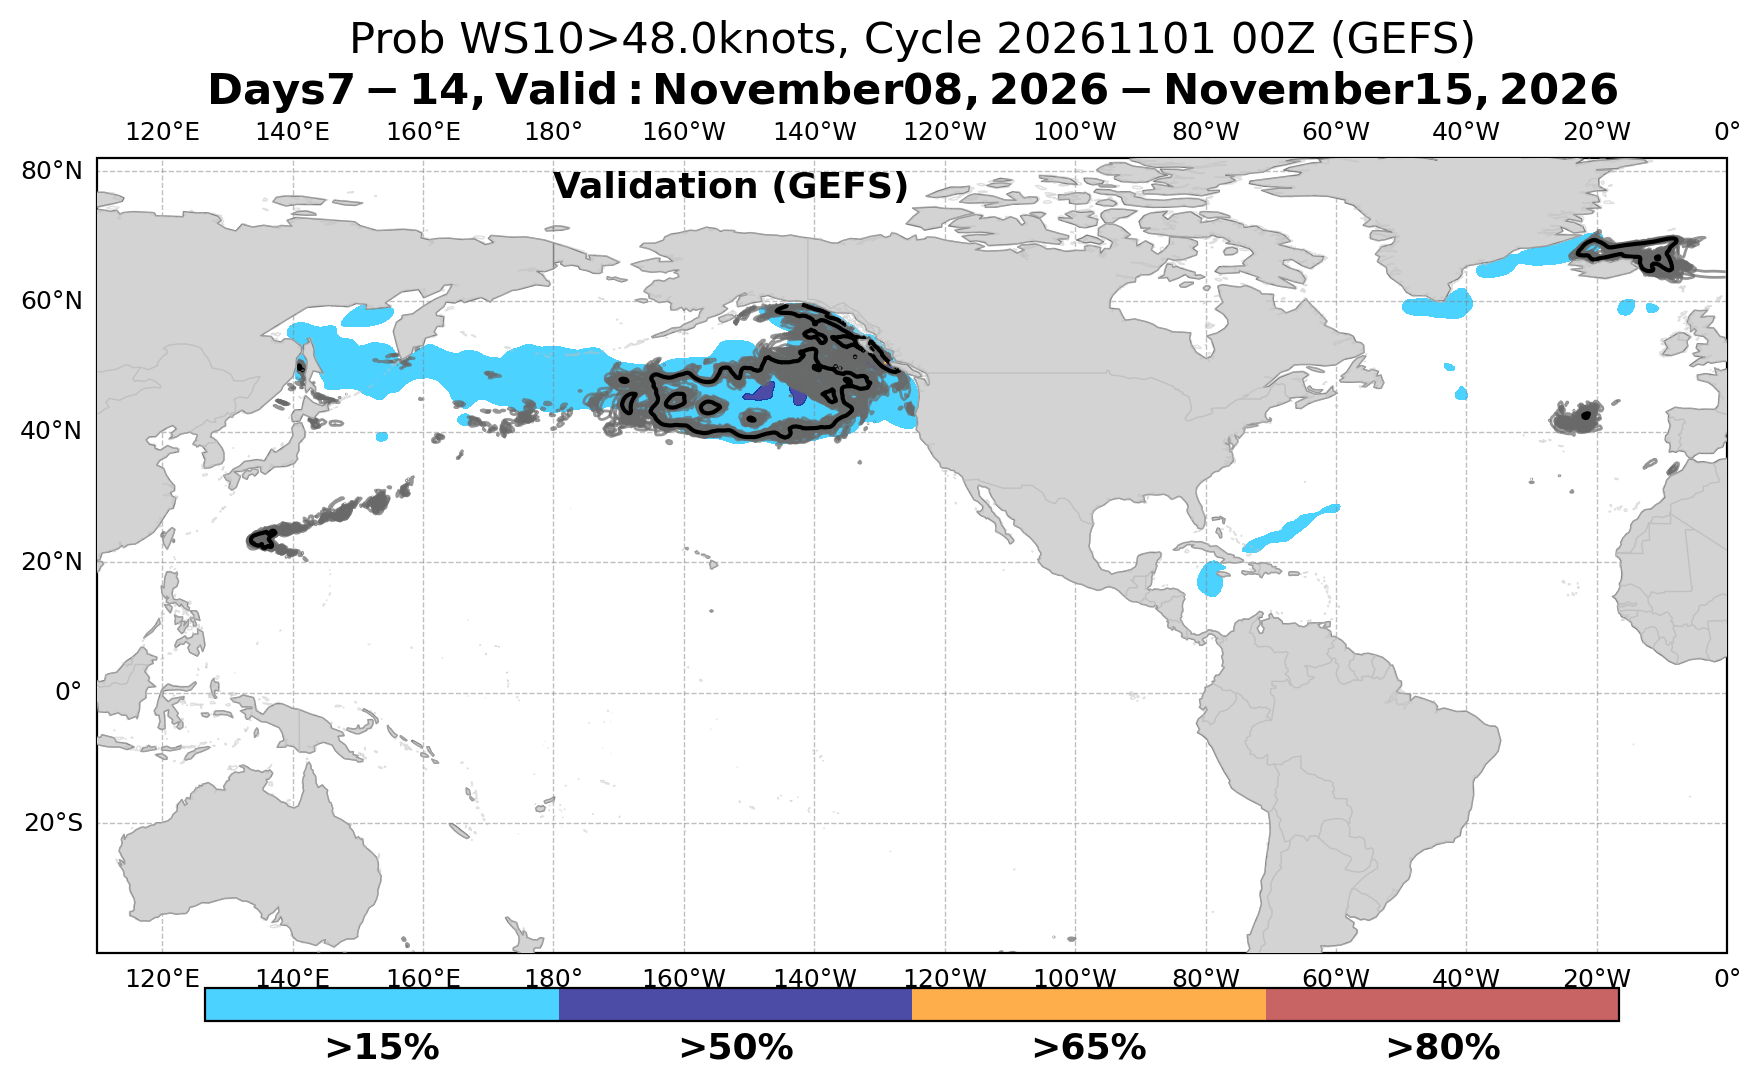 Prob WS10>48.0knots, Cycle 20261101 00Z (GEFS)
Days7 − 14, Valid : November08, 2026 − November15, 2026
120°E 140°E 160°E 180° 160°W 140°W 120°W 100°W 80°W 60°W 40°W 20°W 0°
80°N
Validation (GEFS)
60°N
40°N
20°N
0°
20°S
120°E 140°E 160°E 180° 160°W 140°W 120°W 100°W 80°W 60°W 40°W 20°W 0°
>15% >50% >65% >80%